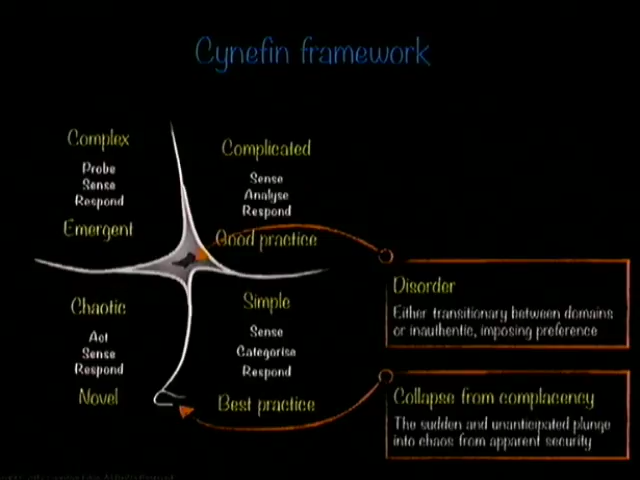 Cynefin framework
Complex
Probe
Sense
Respond
Emergent
Complicated
Sense
Analyse
Respond
Good practice
Chaotic
Act
Sense
Respond
Novel
Simple
Sense
Categorise
Respond
Best practice
Disorder
Either transitionary between domains
or inauthentic, imposing preference
Collapse from complacency
The sudden and unanticipated plunge
into chaos from apparent security